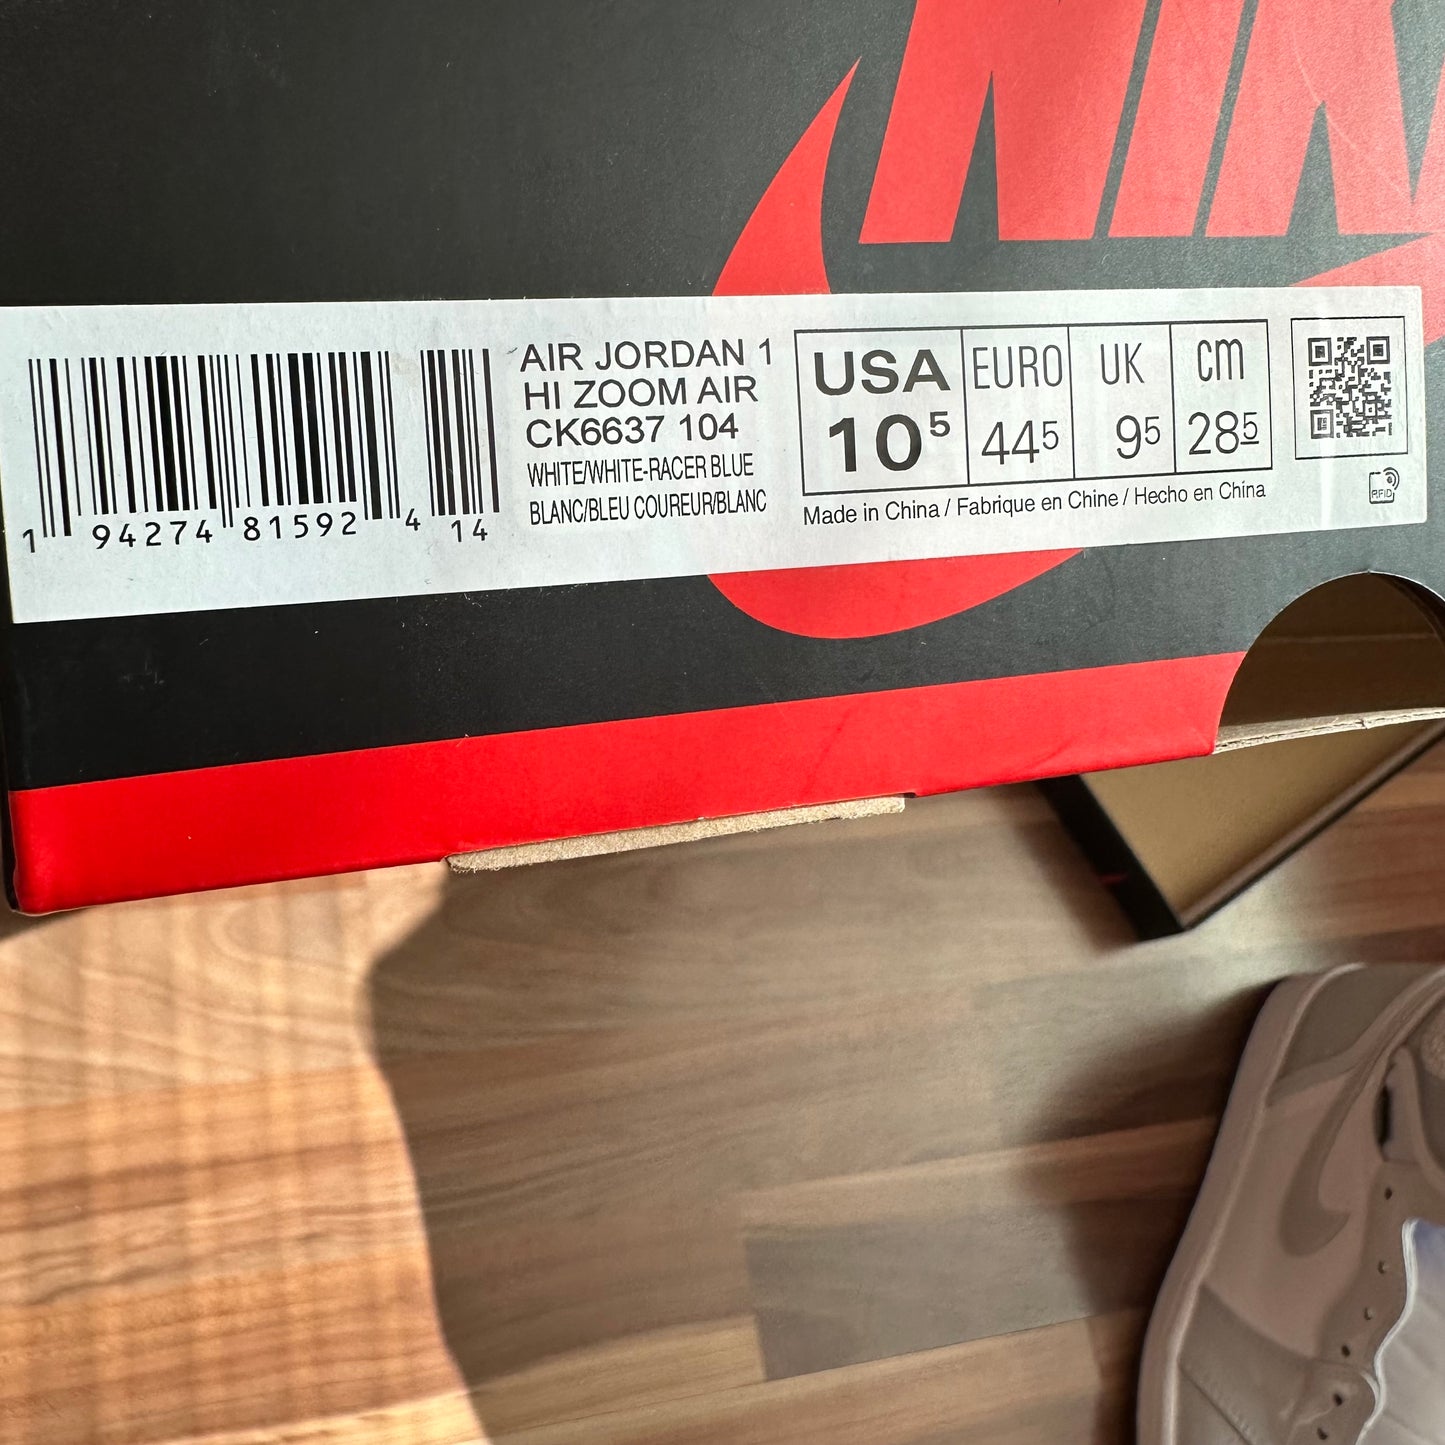 NIKE
AIR JORDAN 1
HI ZOOM AIR
CK6637 104
WHITE/WHITE-RACER BLUE
BLANC/BLEU COUREUR/BLANC
1 94274 81592 4 14
USA EURO UK cm
10⁵ 44⁵ 9⁵ 28⁵
Made in China / Fabrique en Chine / Hecho en China
RFID